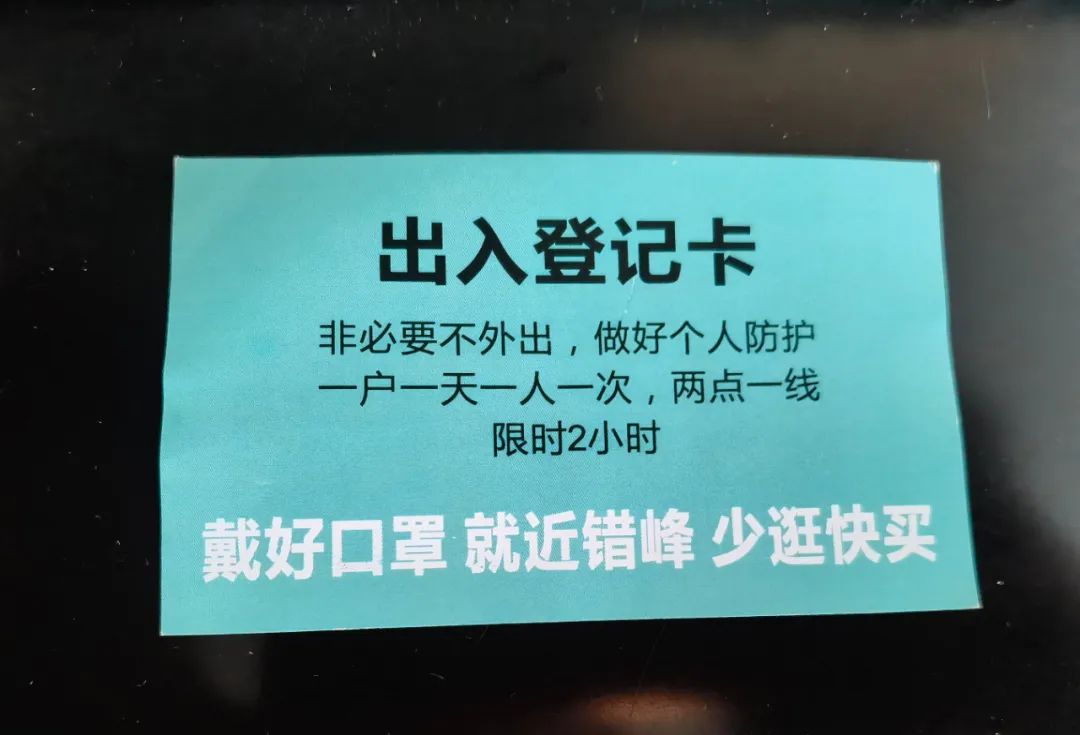 出入登记卡
非必要不外出，做好个人防护
一户一天一人一次，两点一线
限时2小时
戴好口罩 就近错峰 少逛快买